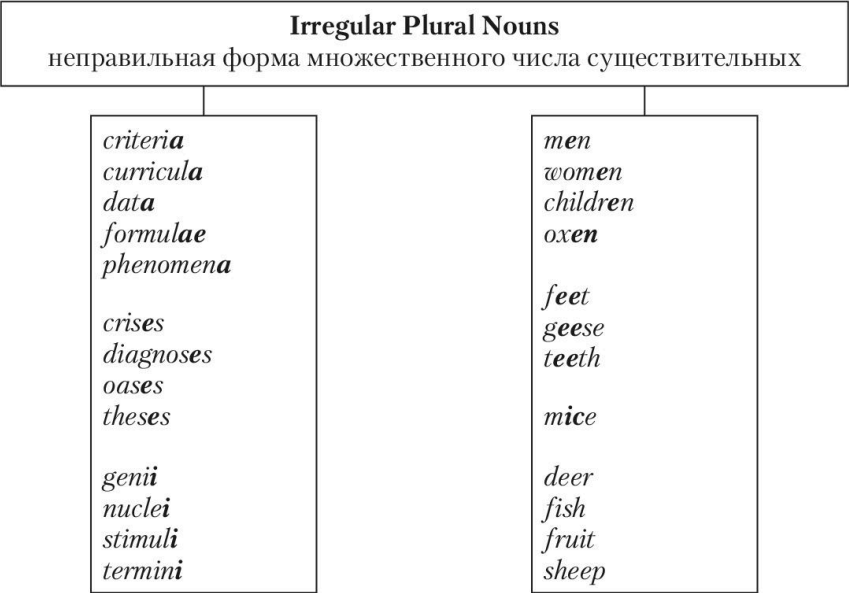 Irregular Plural Nouns
неправильная форма множественного числа существительных
criteria
curricula
data
formulae
phenomena
crises
diagnoses
oases
theses
genii
nuclei
stimuli
termini
men
women
children
oxen
feet
geese
teeth
mice
deer
fish
fruit
sheep